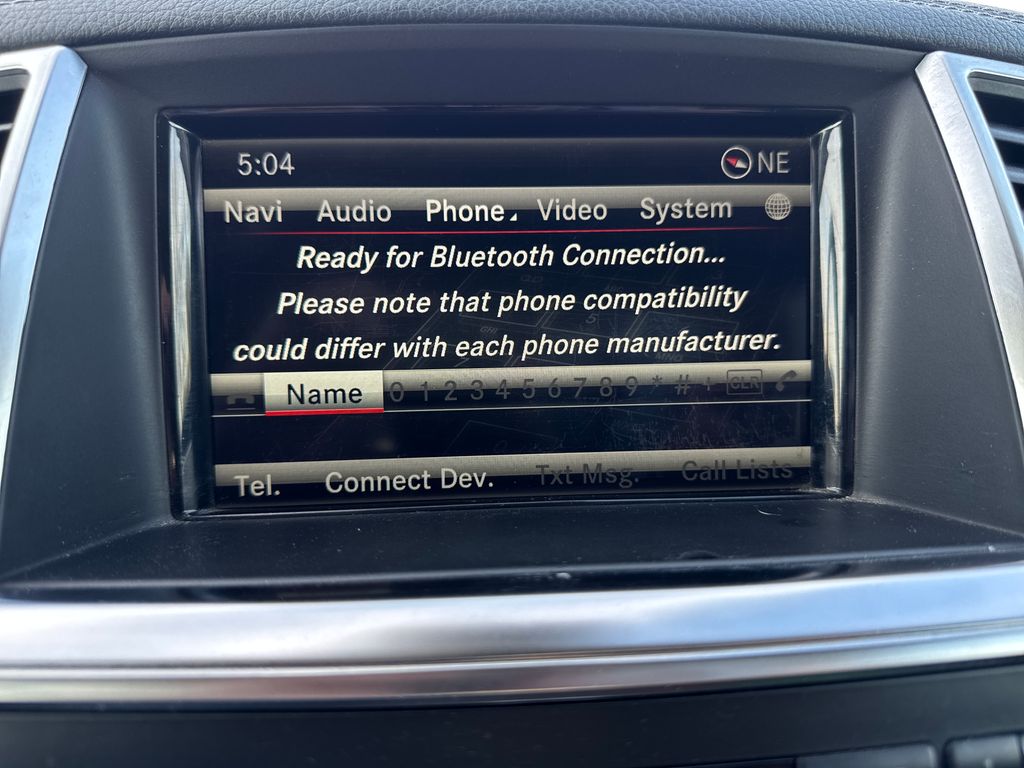 5:04 NE
Navi Audio Phone Video System
Ready for Bluetooth Connection...
Please note that phone compatibility
could differ with each phone manufacturer.
Name 0 1 2 3 4 5 6 7 8 9 * # + CLR
Tel. Connect Dev. Txt Msg. Call Lists